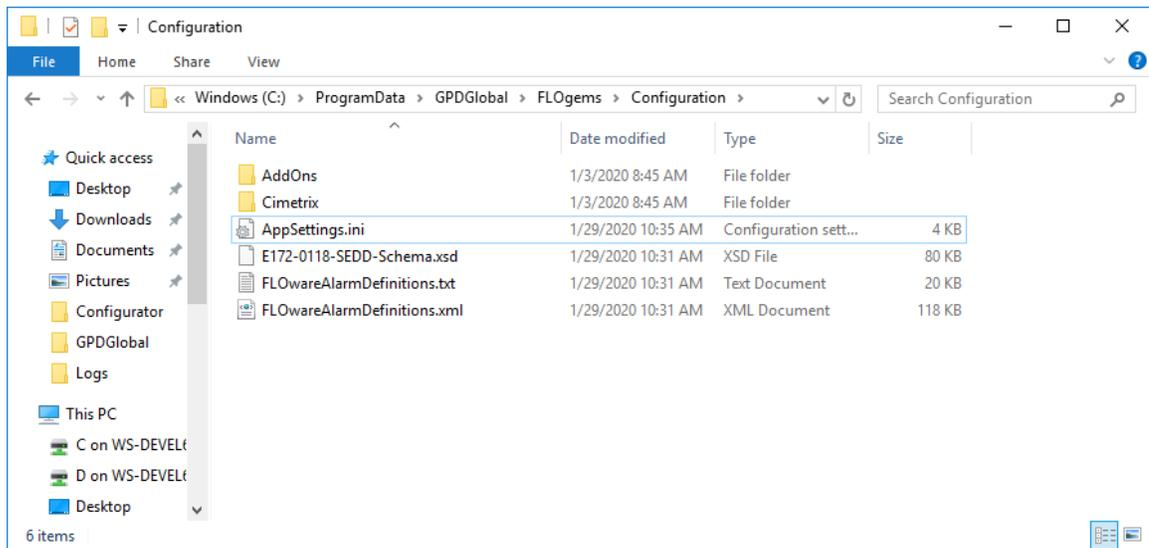 Configuration
File Home Share View
« Windows (C:) › ProgramData › GPDGlobal › FLOgems › Configuration ›
Search Configuration
Name Date modified Type Size
Quick access
Desktop
Downloads
Documents
Pictures
Configurator
GPDGlobal
Logs
This PC
C on WS-DEVEL6
D on WS-DEVEL6
Desktop
AddOns 1/3/2020 8:45 AM File folder
Cimetrix 1/3/2020 8:45 AM File folder
AppSettings.ini 1/29/2020 10:35 AM Configuration sett... 4 KB
E172-0118-SEDD-Schema.xsd 1/29/2020 10:31 AM XSD File 80 KB
FLOwareAlarmDefinitions.txt 1/29/2020 10:31 AM Text Document 20 KB
FLOwareAlarmDefinitions.xml 1/29/2020 10:31 AM XML Document 118 KB
6 items